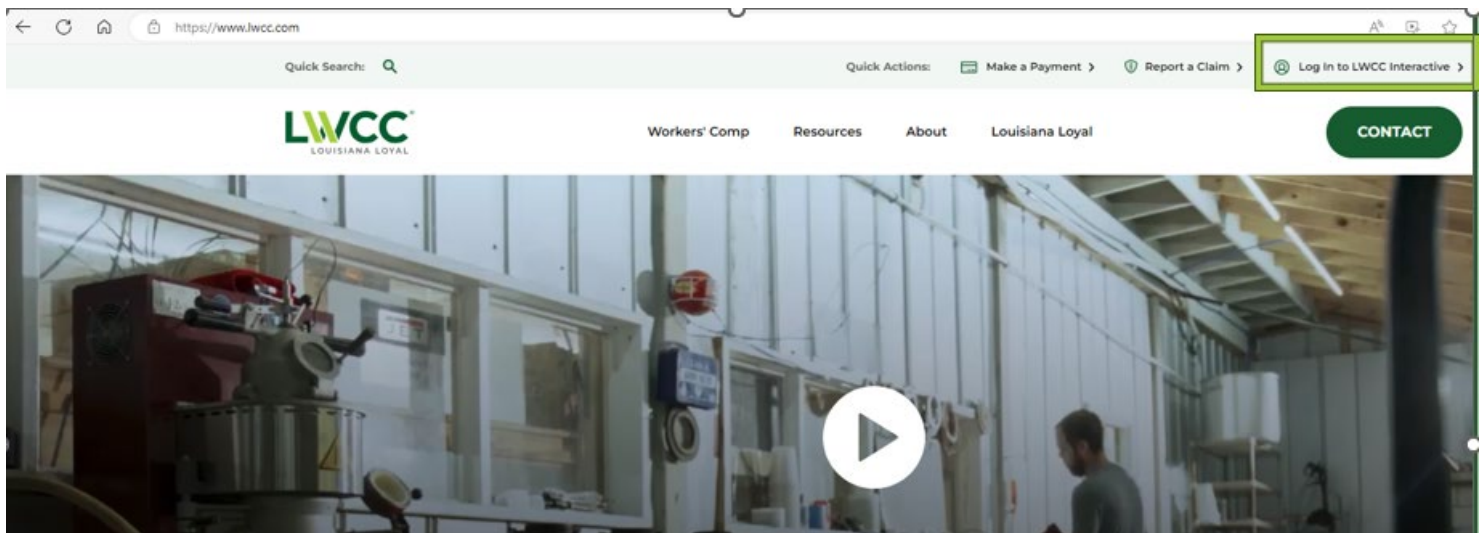 https://www.lwcc.com
Quick Search:
Quick Actions: Make a Payment > Report a Claim > Log In to LWCC Interactive >
LWCC
LOUISIANA LOYAL
Workers' Comp Resources About Louisiana Loyal
CONTACT
JET